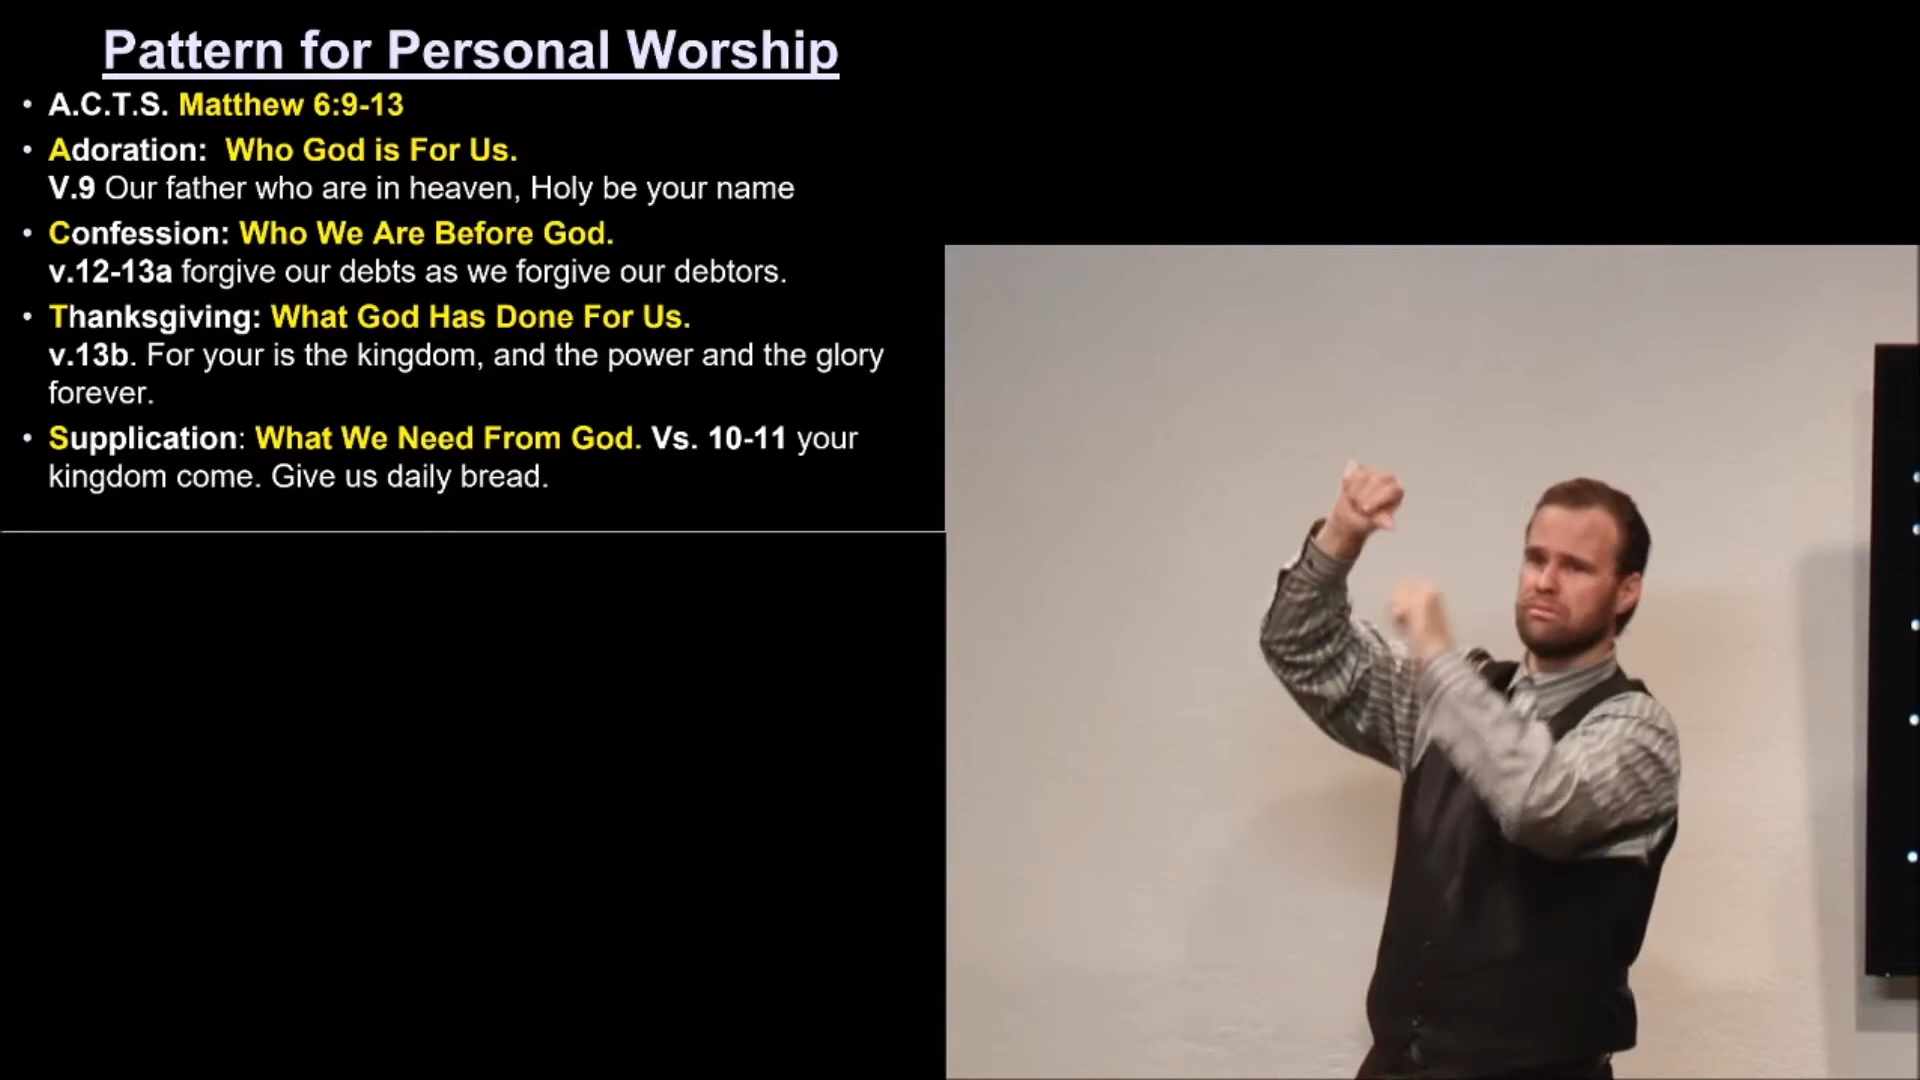 Pattern for Personal Worship
• A.C.T.S. Matthew 6:9-13
• Adoration:  Who God is For Us.
V.9 Our father who are in heaven, Holy be your name
• Confession: Who We Are Before God.
v.12-13a forgive our debts as we forgive our debtors.
• Thanksgiving: What God Has Done For Us.
v.13b. For your is the kingdom, and the power and the glory
forever.
• Supplication: What We Need From God. Vs. 10-11 your
kingdom come. Give us daily bread.